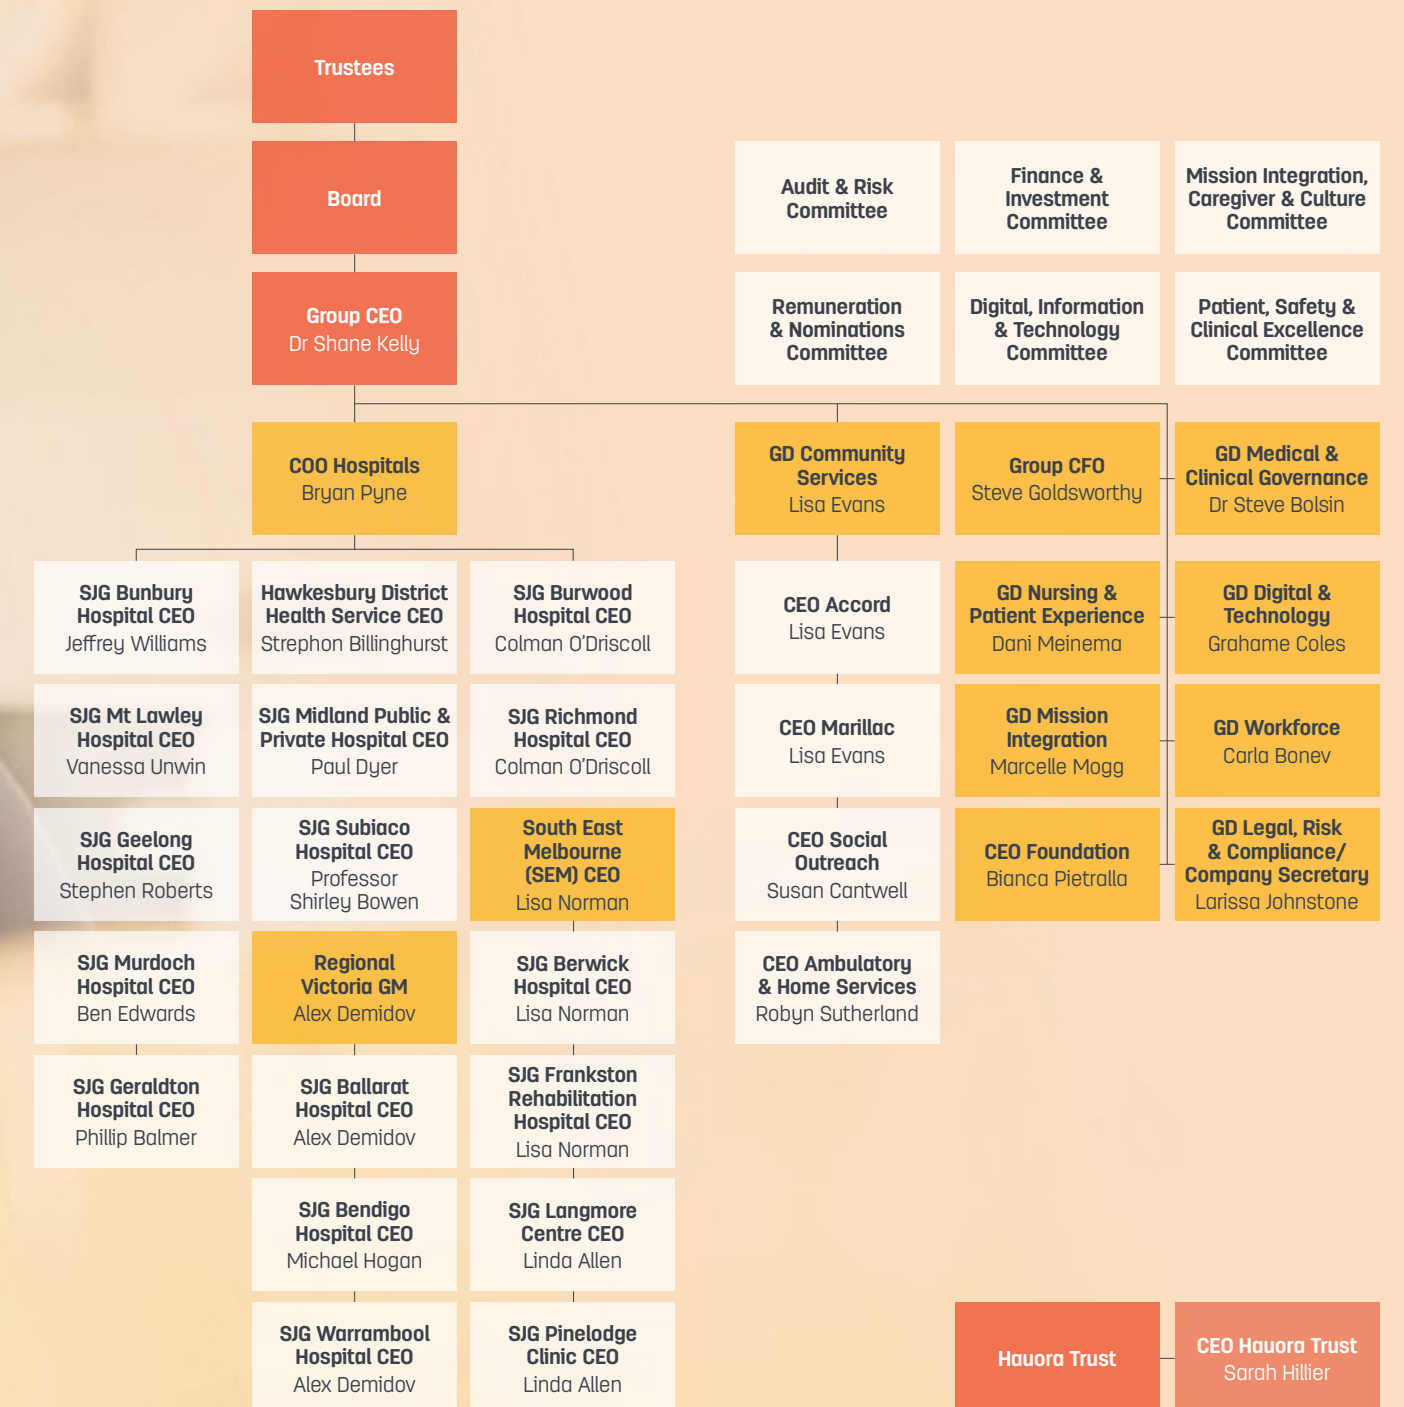 Trustees
Board
Group CEO
Dr Shane Kelly
Audit & Risk
Committee
Finance &
Investment
Committee
Mission Integration,
Caregiver & Culture
Committee
Remuneration
& Nominations
Committee
Digital, Information
& Technology
Committee
Patient, Safety &
Clinical Excellence
Committee
COO Hospitals
Bryan Pyne
GD Community
Services
Lisa Evans
Group CFO
Steve Goldsworthy
GD Medical &
Clinical Governance
Dr Steve Bolsin
SJG Bunbury
Hospital CEO
Jeffrey Williams
Hawkesbury District
Health Service CEO
Strephon Billinghurst
SJG Burwood
Hospital CEO
Colman O'Driscoll
CEO Accord
Lisa Evans
GD Nursing &
Patient Experience
Dani Meinema
GD Digital &
Technology
Grahame Coles
SJG Mt Lawley
Hospital CEO
Vanessa Unwin
SJG Midland Public &
Private Hospital CEO
Paul Dyer
SJG Richmond
Hospital CEO
Colman O'Driscoll
CEO Marillac
Lisa Evans
GD Mission
Integration
Marcelle Mogg
GD Workforce
Carla Bonev
SJG Geelong
Hospital CEO
Stephen Roberts
SJG Subiaco
Hospital CEO
Professor
Shirley Bowen
South East
Melbourne
(SEM) CEO
Lisa Norman
CEO Social
Outreach
Susan Cantwell
CEO Foundation
Bianca Pietralla
GD Legal, Risk
& Compliance/
Company Secretary
Larissa Johnstone
SJG Murdoch
Hospital CEO
Ben Edwards
Regional
Victoria GM
Alex Demidov
SJG Berwick
Hospital CEO
Lisa Norman
CEO Ambulatory
& Home Services
Robyn Sutherland
SJG Geraldton
Hospital CEO
Phillip Balmer
SJG Ballarat
Hospital CEO
Alex Demidov
SJG Frankston
Rehabilitation
Hospital CEO
Lisa Norman
SJG Bendigo
Hospital CEO
Michael Hogan
SJG Langmore
Centre CEO
Linda Allen
SJG Warrambool
Hospital CEO
Alex Demidov
SJG Pinelodge
Clinic CEO
Linda Allen
Hauora Trust
CEO Hauora Trust
Sarah Hillier